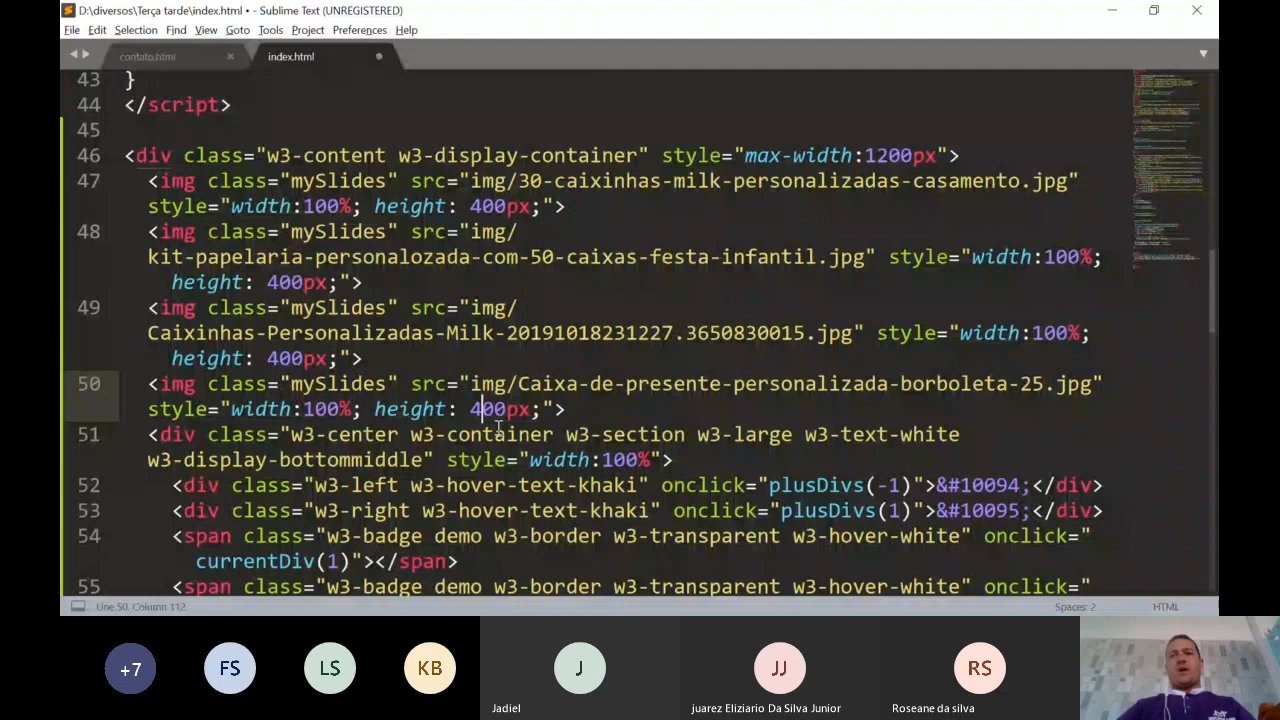 D:\diversos\Terça tarde\index.html • - Sublime Text (UNREGISTERED)
File Edit Selection Find View Goto Tools Project Preferences Help
contato.html × index.html
43 }
44 </script>
45
46 <div class="w3-content w3-display-container" style="max-width:1200px">
47 <img class="mySlides" src="img/30-caixinhas-milk-personalizadas-casamento.jpg"
style="width:100%; height: 400px;">
48 <img class="mySlides" src="img/
kit-papelaria-personalozada-com-50-caixas-festa-infantil.jpg" style="width:100%;
height: 400px;">
49 <img class="mySlides" src="img/
Caixinhas-Personalizadas-Milk-20191018231227.3650830015.jpg" style="width:100%;
height: 400px;">
50 <img class="mySlides" src="img/Caixa-de-presente-personalizada-borboleta-25.jpg"
style="width:100%; height: 400px;">
51 <div class="w3-center w3-container w3-section w3-large w3-text-white
w3-display-bottommiddle" style="width:100%">
52 <div class="w3-left w3-hover-text-khaki" onclick="plusDivs(-1)">&#10094;</div>
53 <div class="w3-right w3-hover-text-khaki" onclick="plusDivs(1)">&#10095;</div>
54 <span class="w3-badge demo w3-border w3-transparent w3-hover-white" onclick="
currentDiv(1)"></span>
55 <span class="w3-badge demo w3-border w3-transparent w3-hover-white" onclick="
Line 50, Column 112 Spaces: 2 HTML
+7 FS LS KB J JJ RS
Jadiel juarez Eliziario Da Silva Junior Roseane da silva